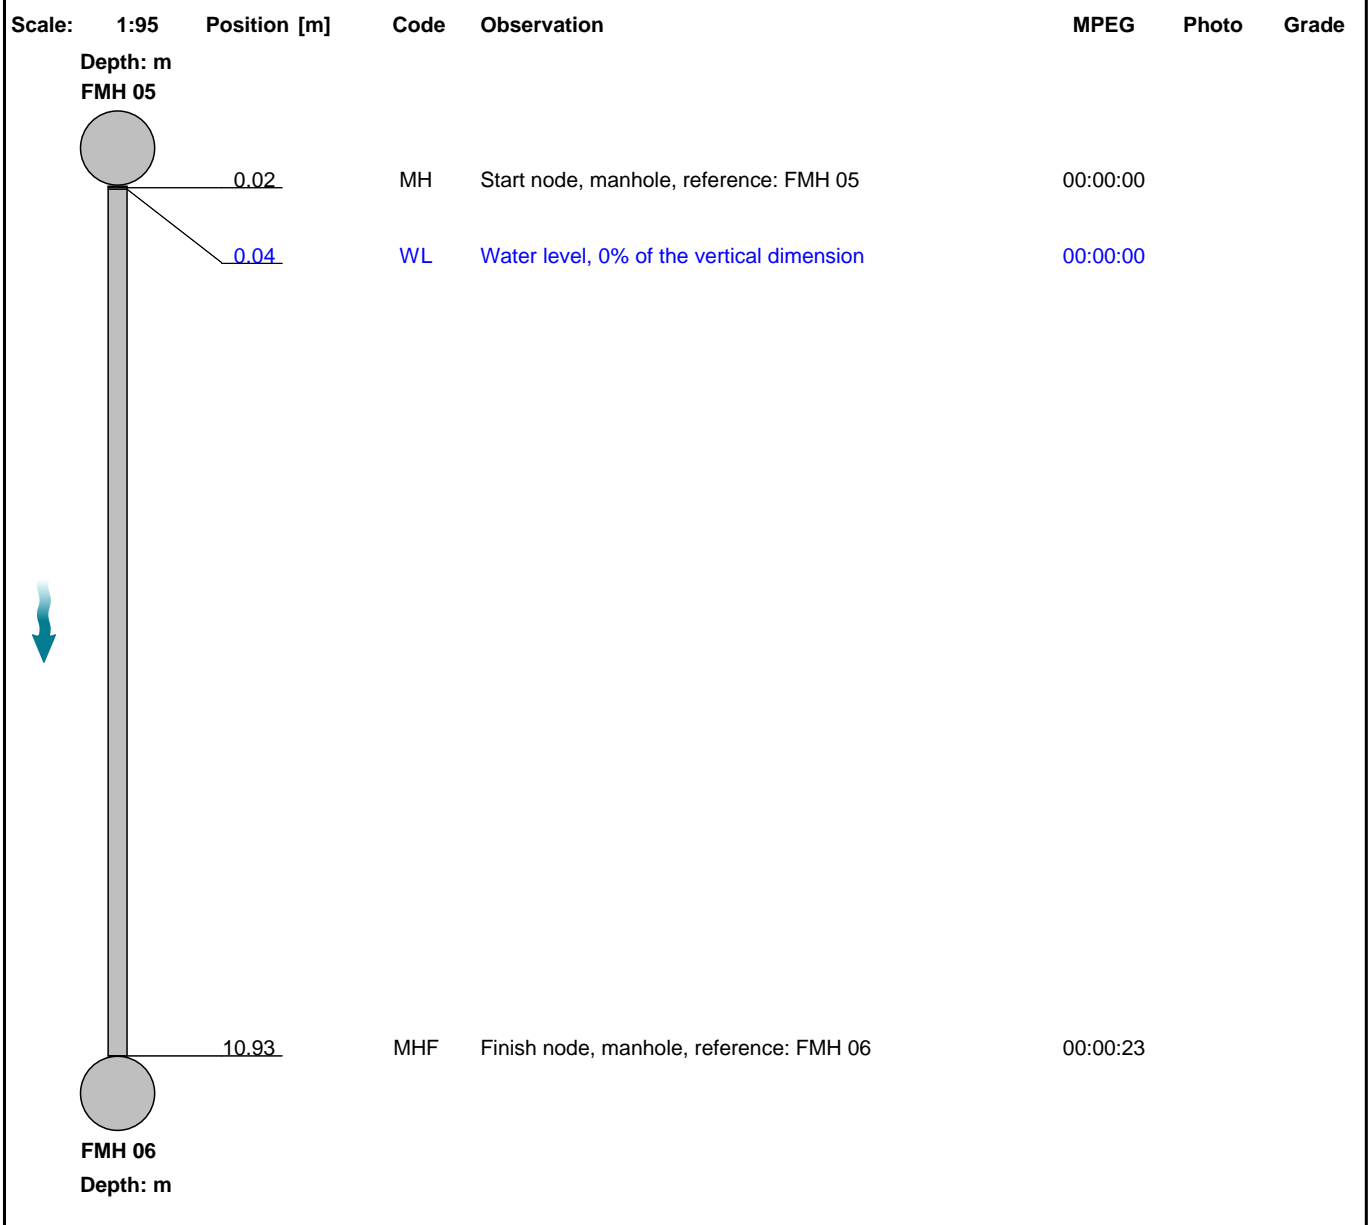 Scale: 1:95 Position [m] Code Observation MPEG Photo Grade
Depth: m
FMH 05
0.02 MH Start node, manhole, reference: FMH 05 00:00:00
0.04 WL Water level, 0% of the vertical dimension 00:00:00
10.93 MHF Finish node, manhole, reference: FMH 06 00:00:23
FMH 06
Depth: m